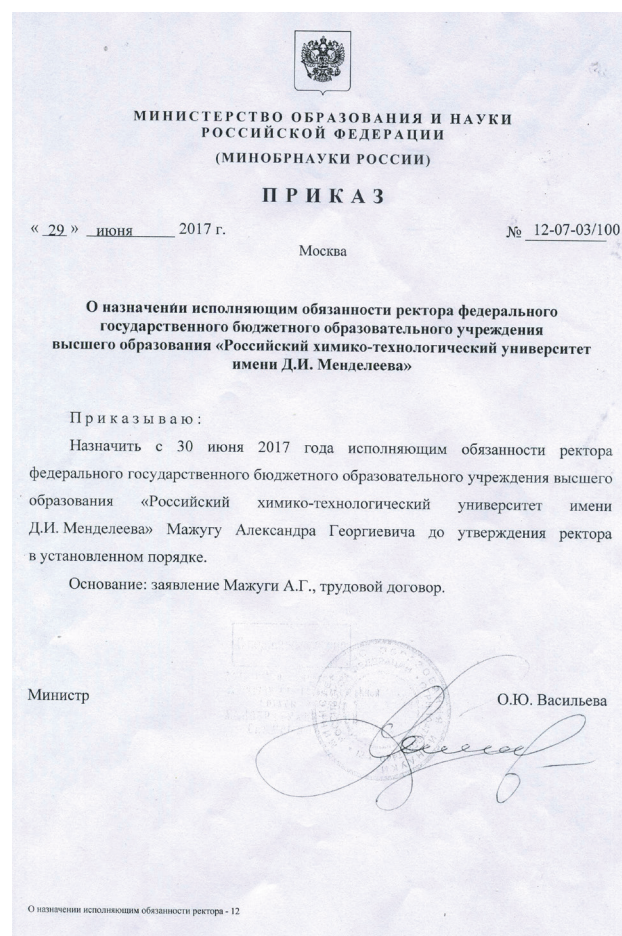 МИНИСТЕРСТВО ОБРАЗОВАНИЯ И НАУКИ
РОССИЙСКОЙ ФЕДЕРАЦИИ
(МИНОБРНАУКИ РОССИИ)
ПРИКАЗ
« 29 » июня 2017 г. № 12-07-03/100
Москва
О назначении исполняющим обязанности ректора федерального
государственного бюджетного образовательного учреждения
высшего образования «Российский химико-технологический университет
имени Д.И. Менделеева»
Приказываю:
Назначить с 30 июня 2017 года исполняющим обязанности ректора
федерального государственного бюджетного образовательного учреждения высшего
образования «Российский химико-технологический университет имени
Д.И. Менделеева» Мажугу Александра Георгиевича до утверждения ректора
в установленном порядке.
Основание: заявление Мажуги А.Г., трудовой договор.
Министр О.Ю. Васильева
О назначении исполняющим обязанности ректора - 12